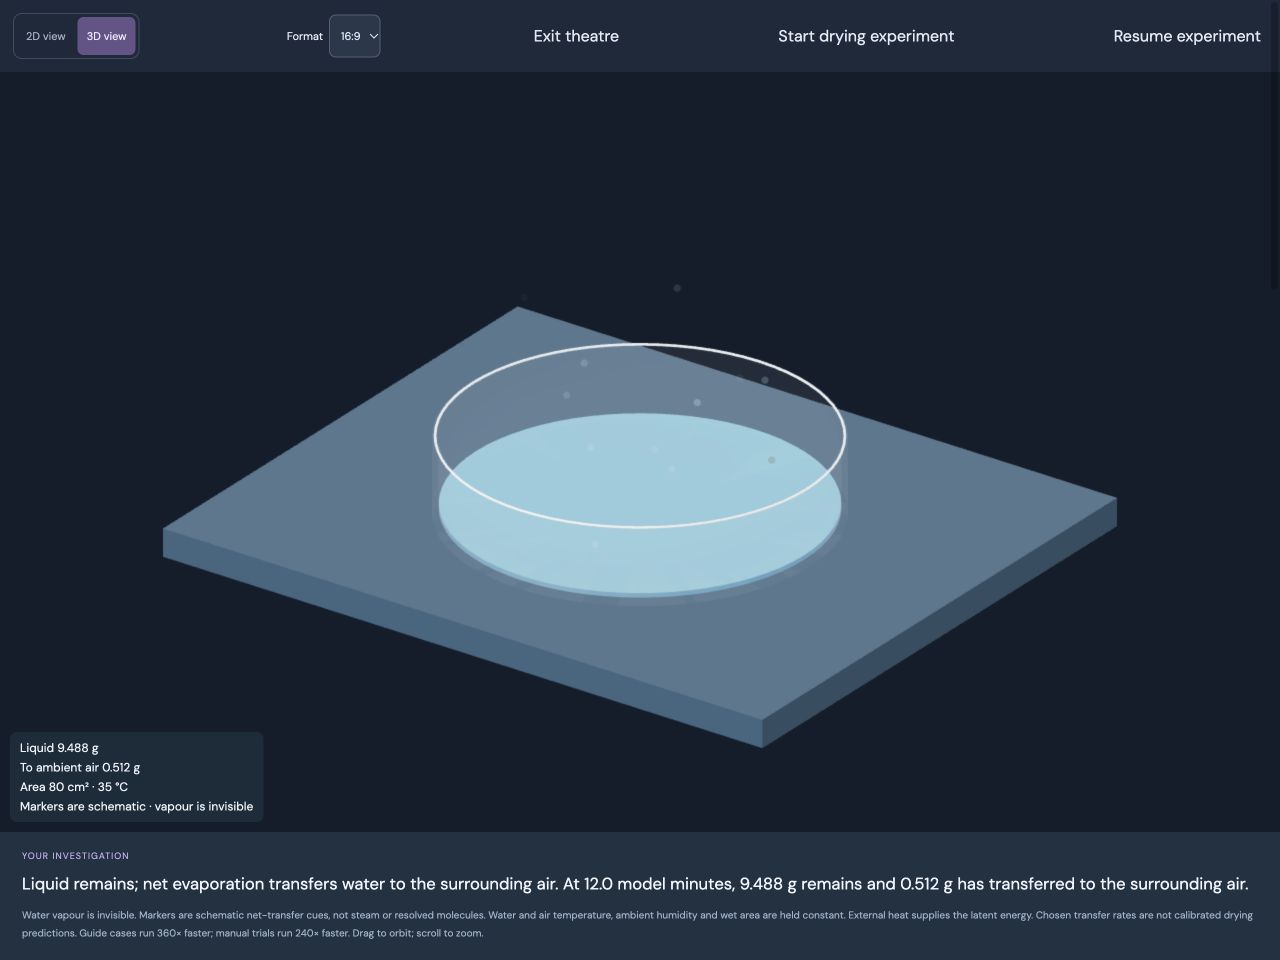 2D view
3D view
Format
16:9
Exit theatre
Start drying experiment
Resume experiment
Liquid 9.488 g
To ambient air 0.512 g
Area 80 cm² · 35 °C
Markers are schematic · vapour is invisible
YOUR INVESTIGATION
Liquid remains; net evaporation transfers water to the surrounding air. At 12.0 model minutes, 9.488 g remains and 0.512 g has transferred to the surrounding air.
Water vapour is invisible. Markers are schematic net-transfer cues, not steam or resolved molecules. Water and air temperature, ambient humidity and wet area are held constant. External heat supplies the latent energy. Chosen transfer rates are not calibrated drying
predictions. Guide cases run 360× faster; manual trials run 240× faster. Drag to orbit; scroll to zoom.